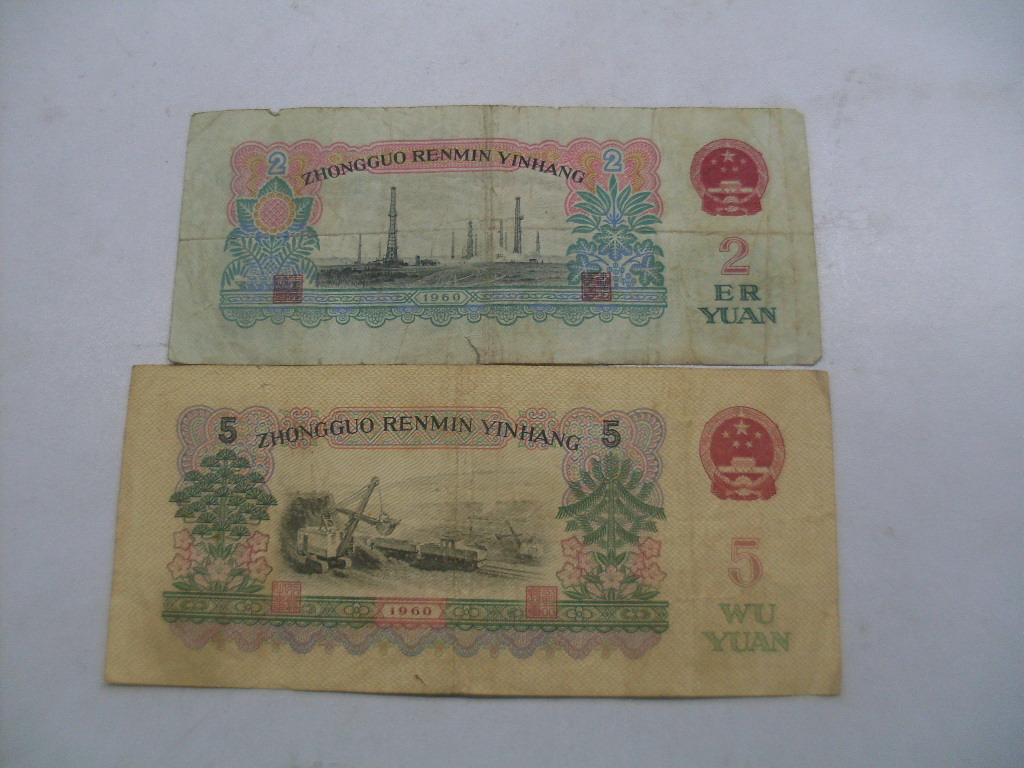 2 2
ZHONGGUO RENMIN YINHANG
2
ER
YUAN
1960
5 5
ZHONGGUO RENMIN YINHANG
5
WU
YUAN
1960